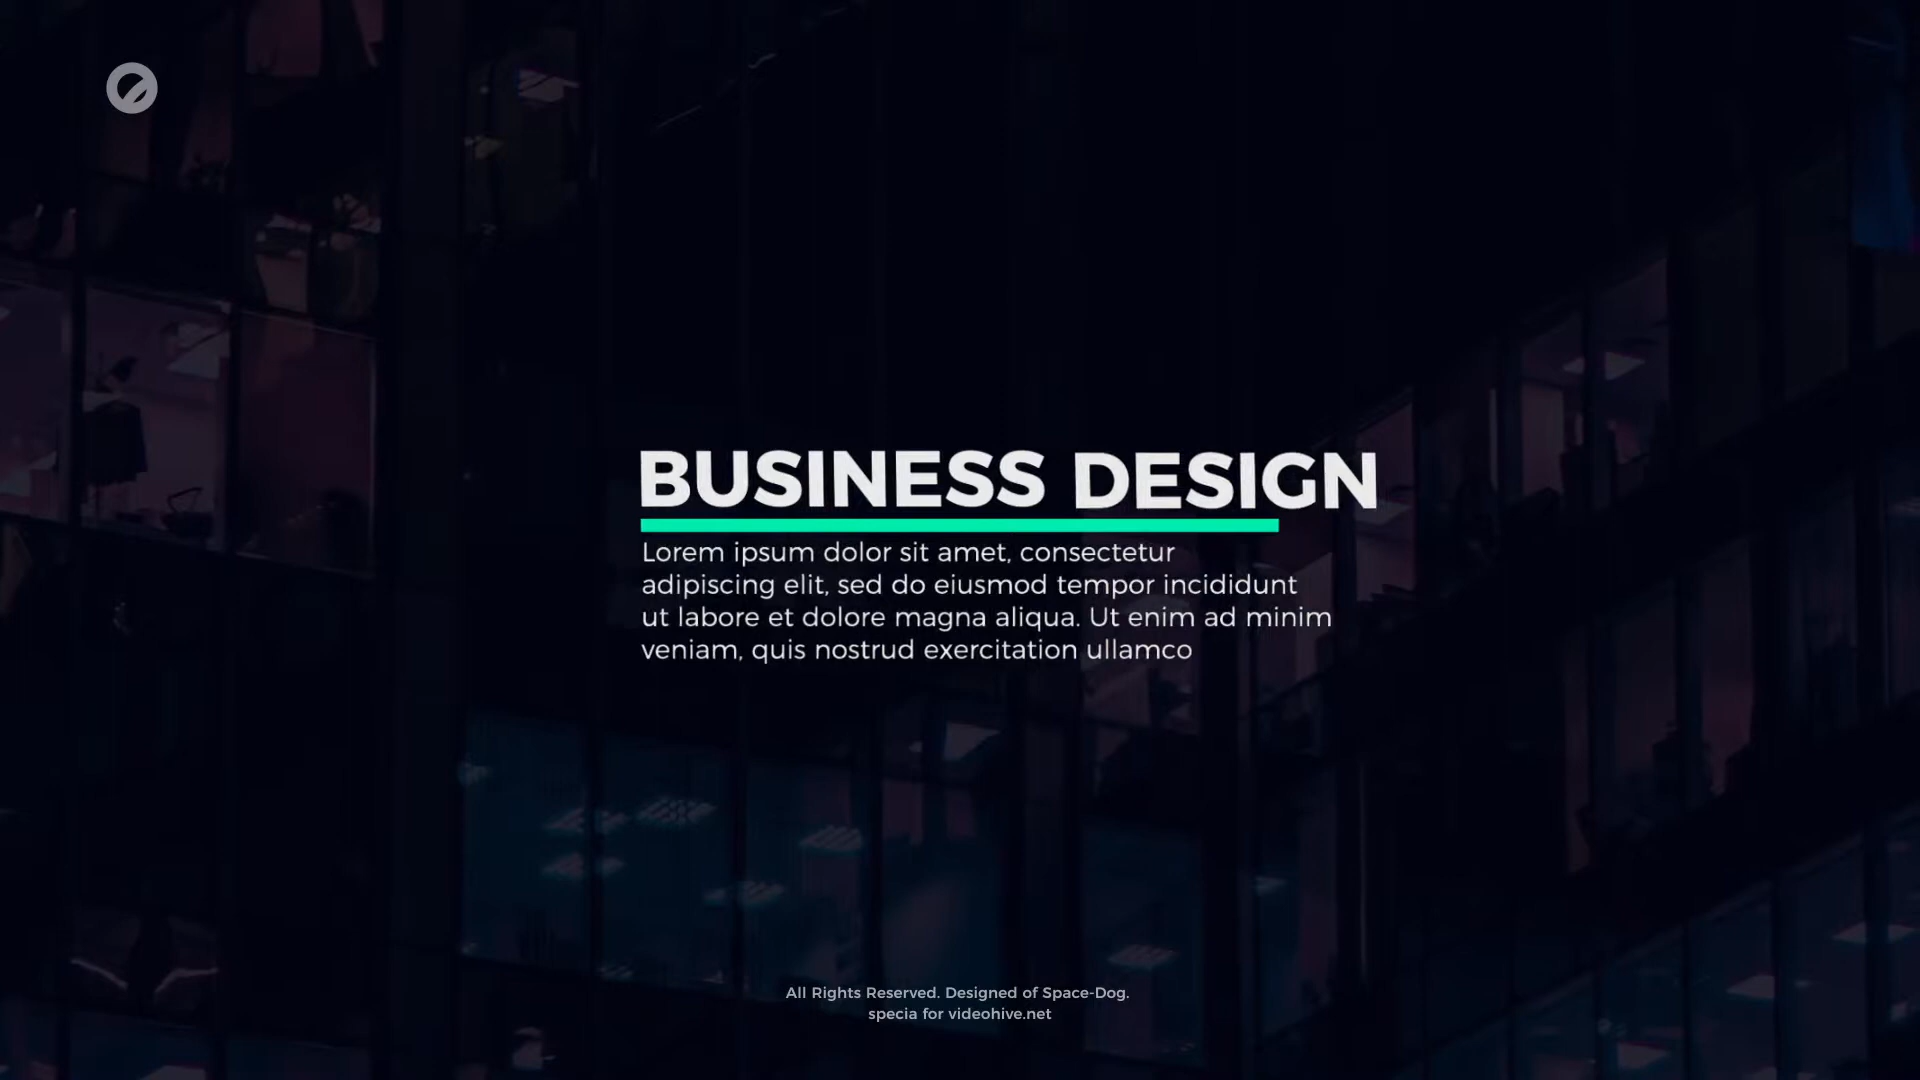 BUSINESS DESIGN
Lorem ipsum dolor sit amet, consectetur
adipiscing elit, sed do eiusmod tempor incididunt
ut labore et dolore magna aliqua. Ut enim ad minim
veniam, quis nostrud exercitation ullamco
All Rights Reserved. Designed of Space-Dog.
specia for videohive.net